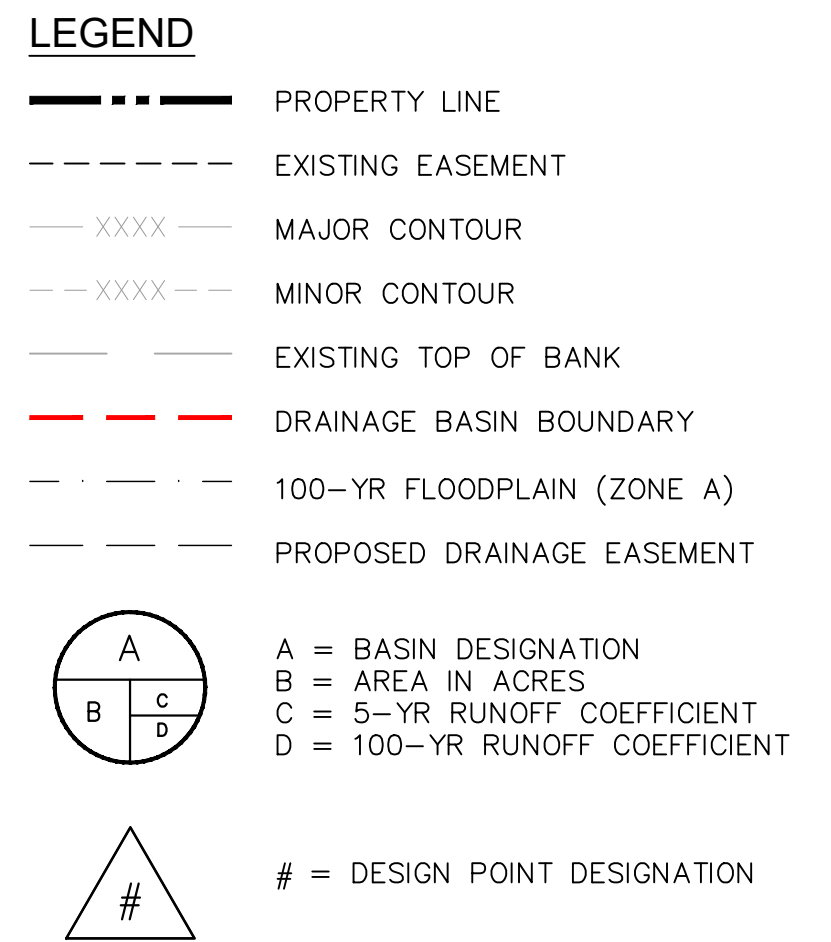 LEGEND
PROPERTY LINE
EXISTING EASEMENT
XXXX MAJOR CONTOUR
XXXX MINOR CONTOUR
EXISTING TOP OF BANK
DRAINAGE BASIN BOUNDARY
100-YR FLOODPLAIN (ZONE A)
PROPOSED DRAINAGE EASEMENT
A
B
C
D
A = BASIN DESIGNATION
B = AREA IN ACRES
C = 5-YR RUNOFF COEFFICIENT
D = 100-YR RUNOFF COEFFICIENT
#
# = DESIGN POINT DESIGNATION